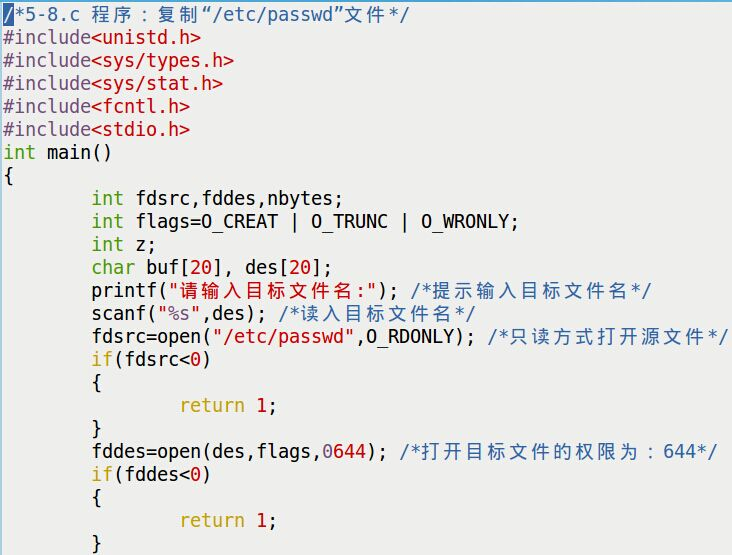 /*5-8.c 程序：复制“/etc/passwd”文件*/
#include<unistd.h>
#include<sys/types.h>
#include<sys/stat.h>
#include<fcntl.h>
#include<stdio.h>
int main()
{
        int fdsrc,fddes,nbytes;
        int flags=O_CREAT | O_TRUNC | O_WRONLY;
        int z;
        char buf[20], des[20];
        printf("请输入目标文件名:"); /*提示输入目标文件名*/
        scanf("%s",des); /*读入目标文件名*/
        fdsrc=open("/etc/passwd",O_RDONLY); /*只读方式打开源文件*/
        if(fdsrc<0)
        {
                return 1;
        }
        fddes=open(des,flags,0644); /*打开目标文件的权限为：644*/
        if(fddes<0)
        {
                return 1;
        }